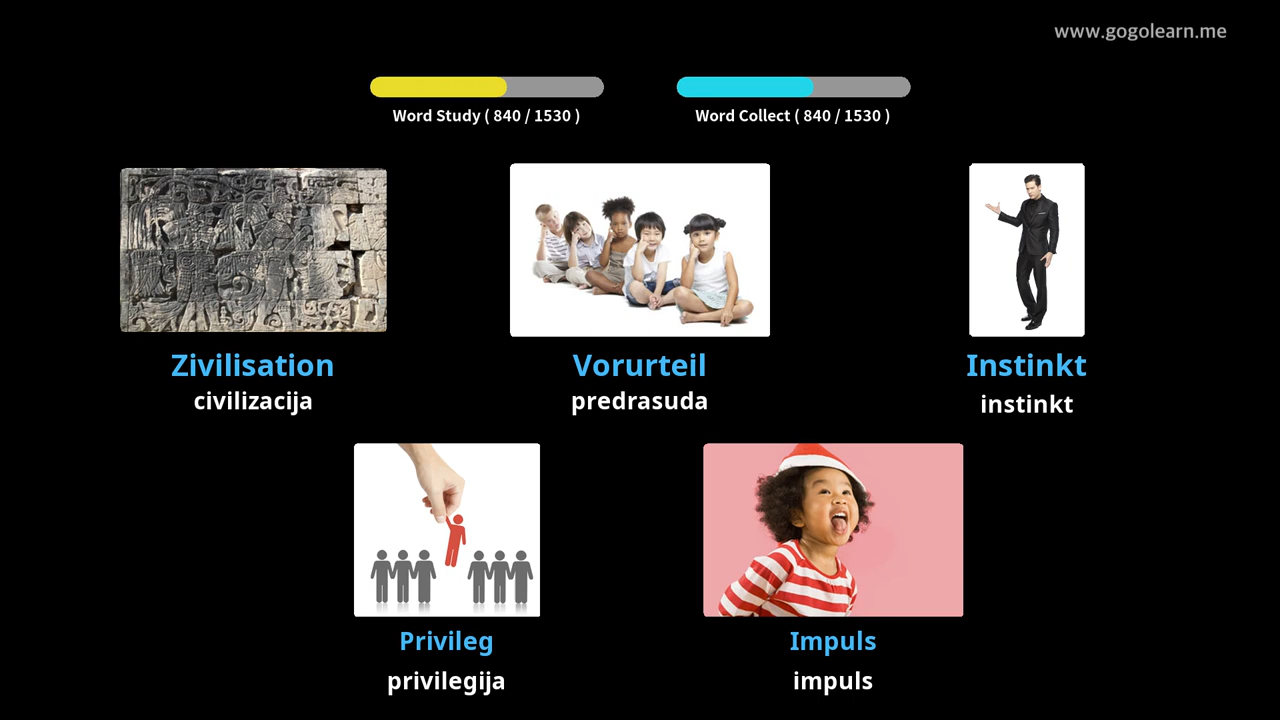 www.gogolearn.me
Word Study ( 840 / 1530 )
Word Collect ( 840 / 1530 )
Zivilisation
civilizacija
Vorurteil
predrasuda
Instinkt
instinkt
Privileg
privilegija
Impuls
impuls